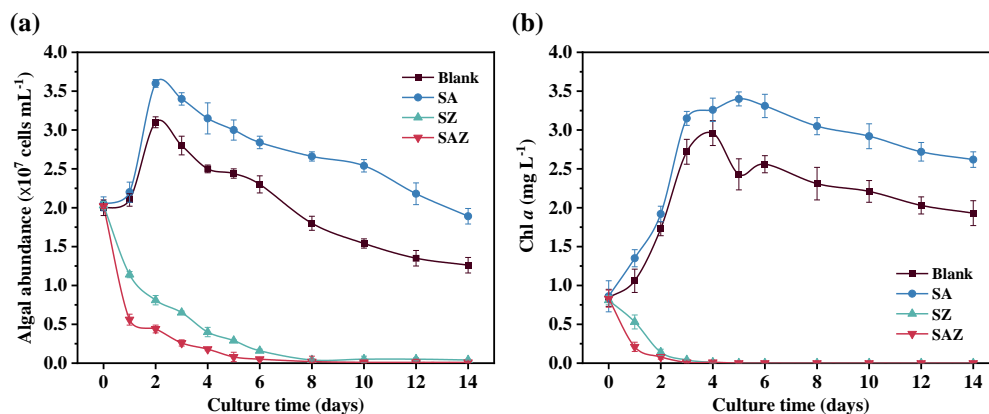 (a)
Algal abundance (×10⁷ cells mL⁻¹)
4.0
3.5
3.0
2.5
2.0
1.5
1.0
0.5
0.0
Blank
SA
SZ
SAZ
0 2 4 6 8 10 12 14
Culture time (days)
(b)
Chl a (mg L⁻¹)
4.0
3.5
3.0
2.5
2.0
1.5
1.0
0.5
0.0
Blank
SA
SZ
SAZ
0 2 4 6 8 10 12 14
Culture time (days)